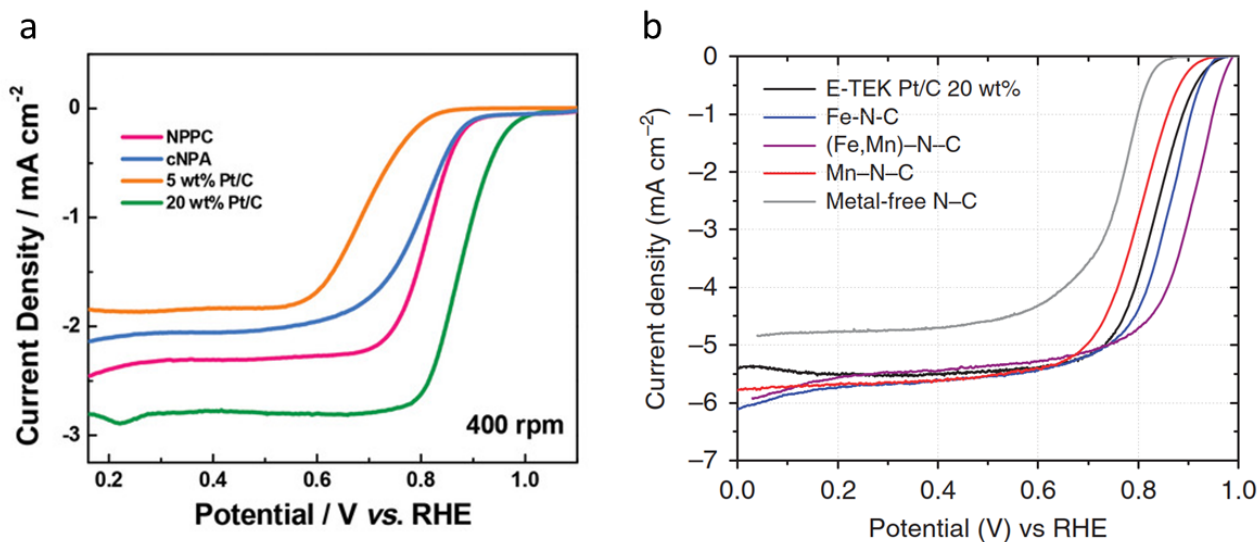 a
Current Density / mA cm⁻²
0
-1
-2
-3
NPPC
cNPA
5 wt% Pt/C
20 wt% Pt/C
400 rpm
0.2 0.4 0.6 0.8 1.0
Potential / V vs. RHE
b
Current density (mA cm⁻²)
0
–1
–2
–3
–4
–5
–6
–7
E-TEK Pt/C 20 wt%
Fe-N-C
(Fe,Mn)–N–C
Mn–N–C
Metal-free N–C
0.0 0.2 0.4 0.6 0.8 1.0
Potential (V) vs RHE